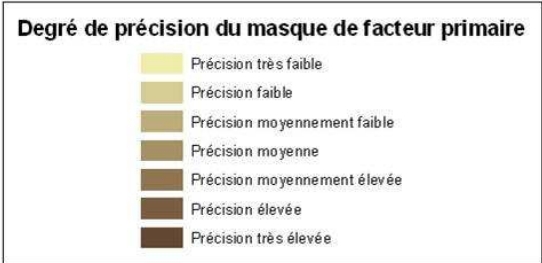 Degré de précision du masque de facteur primaire
Précision très faible
Précision faible
Précision moyennement faible
Précision moyenne
Précision moyennement élevée
Précision élevée
Précision très élevée